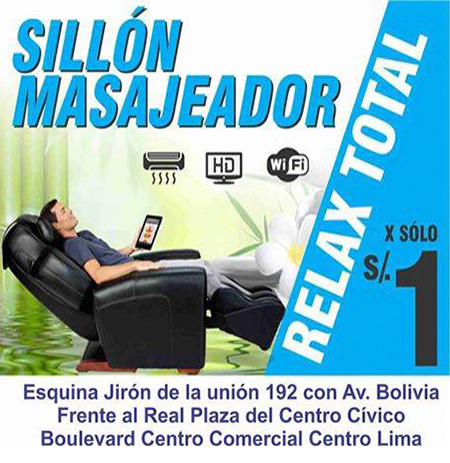 SILLÓN
MASAJEADOR
HD
WiFi
RELAX TOTAL
X SÓLO
S/. 1
Esquina Jirón de la unión 192 con Av. Bolivia
Frente al Real Plaza del Centro Cívico
Boulevard Centro Comercial Centro Lima